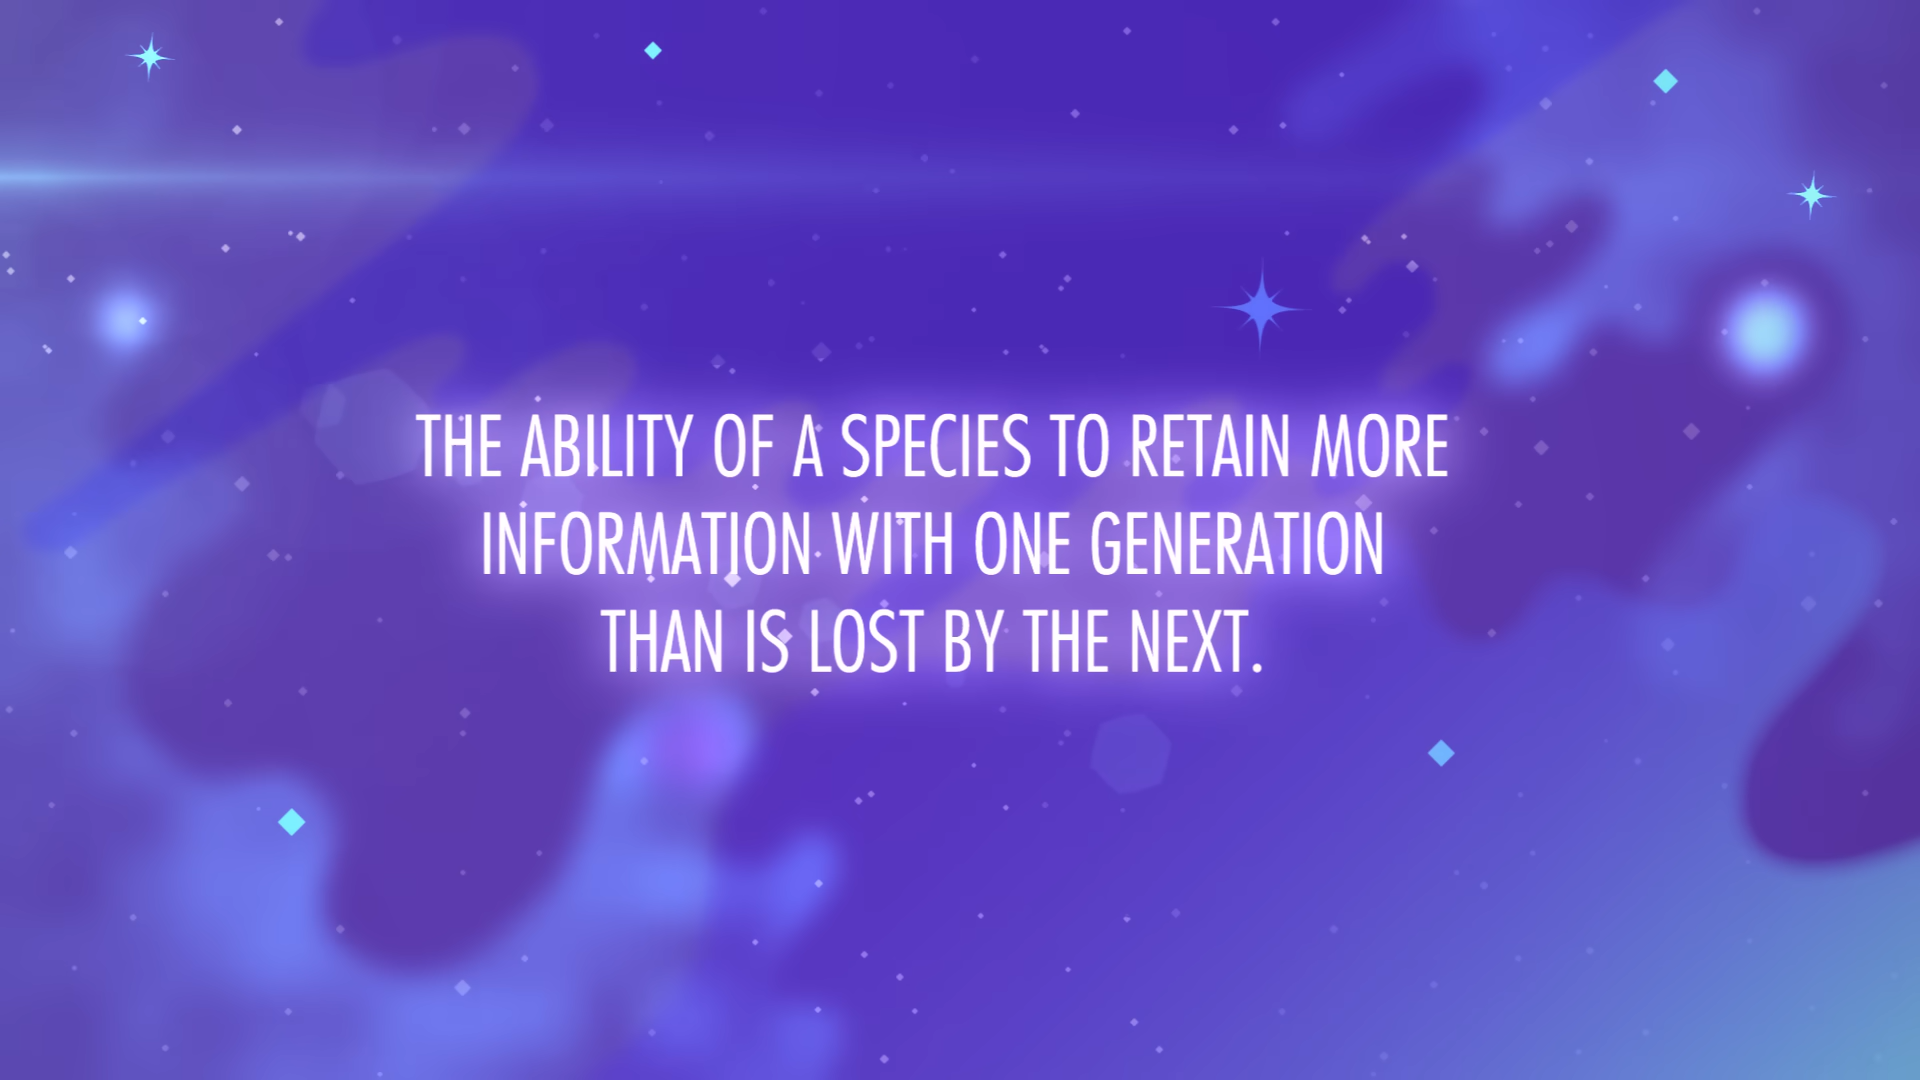 THE ABILITY OF A SPECIES TO RETAIN MORE
INFORMATION WITH ONE GENERATION
THAN IS LOST BY THE NEXT.